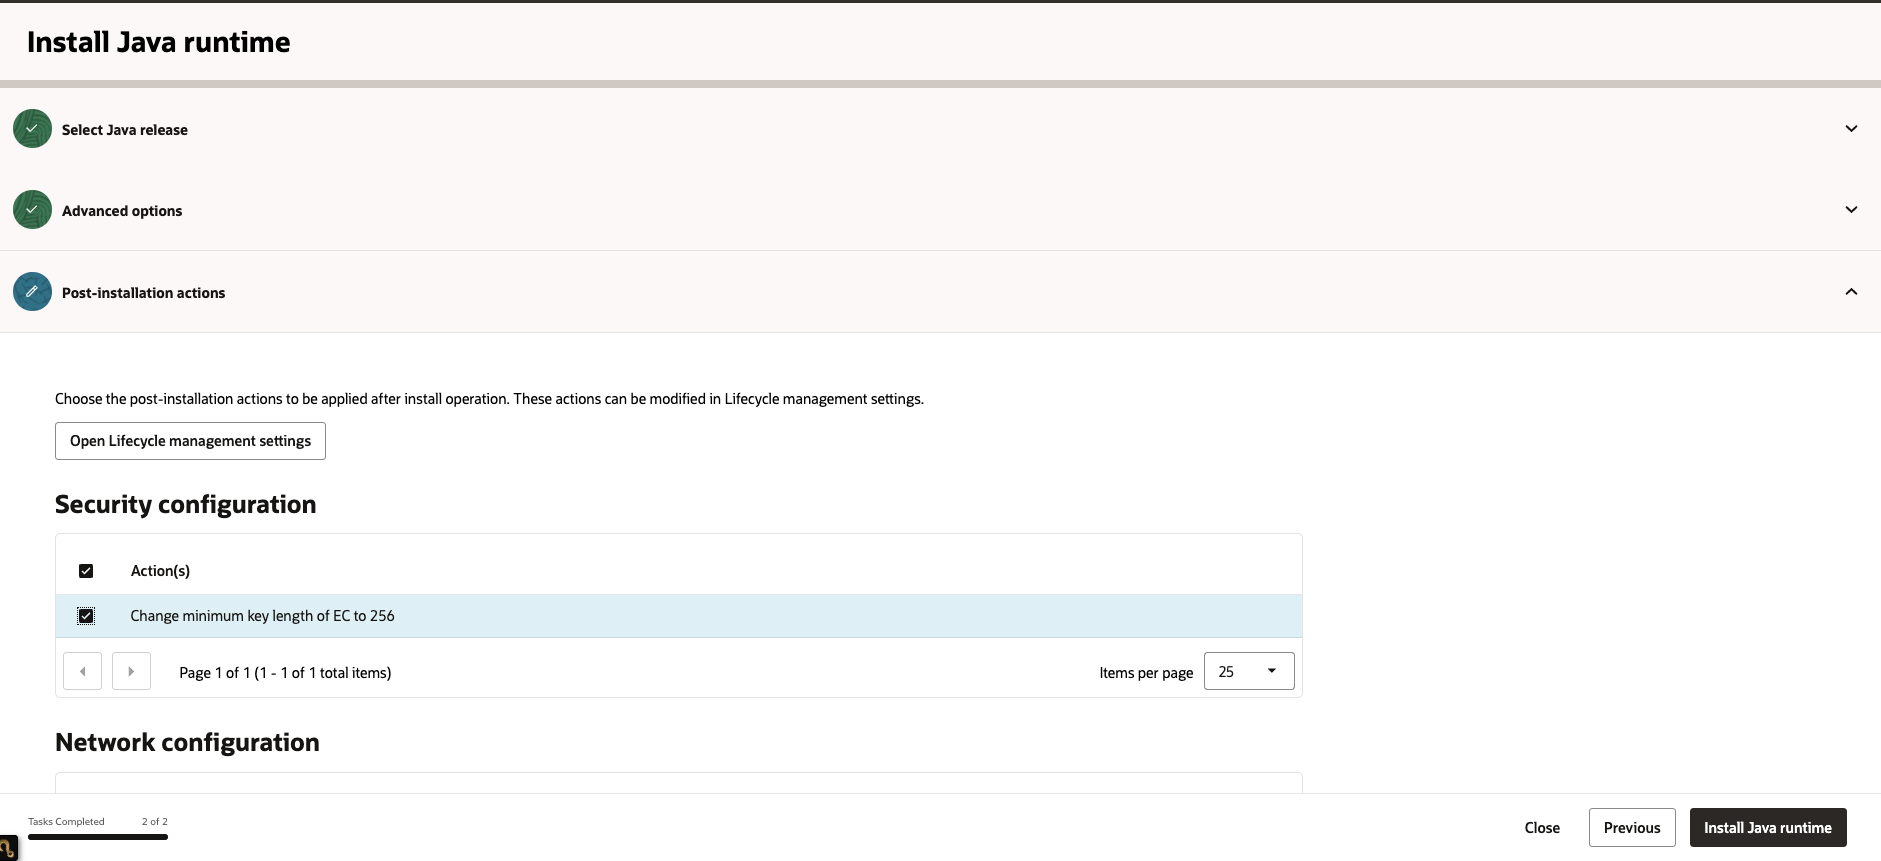 Install Java runtime
Select Java release
Advanced options
Post-installation actions
Choose the post-installation actions to be applied after install operation. These actions can be modified in Lifecycle management settings.
Open Lifecycle management settings
Security configuration
Action(s)
Change minimum key length of EC to 256
Page 1 of 1 (1 - 1 of 1 total items)
Items per page
25
Network configuration
Tasks Completed
2 of 2
Close
Previous
Install Java runtime